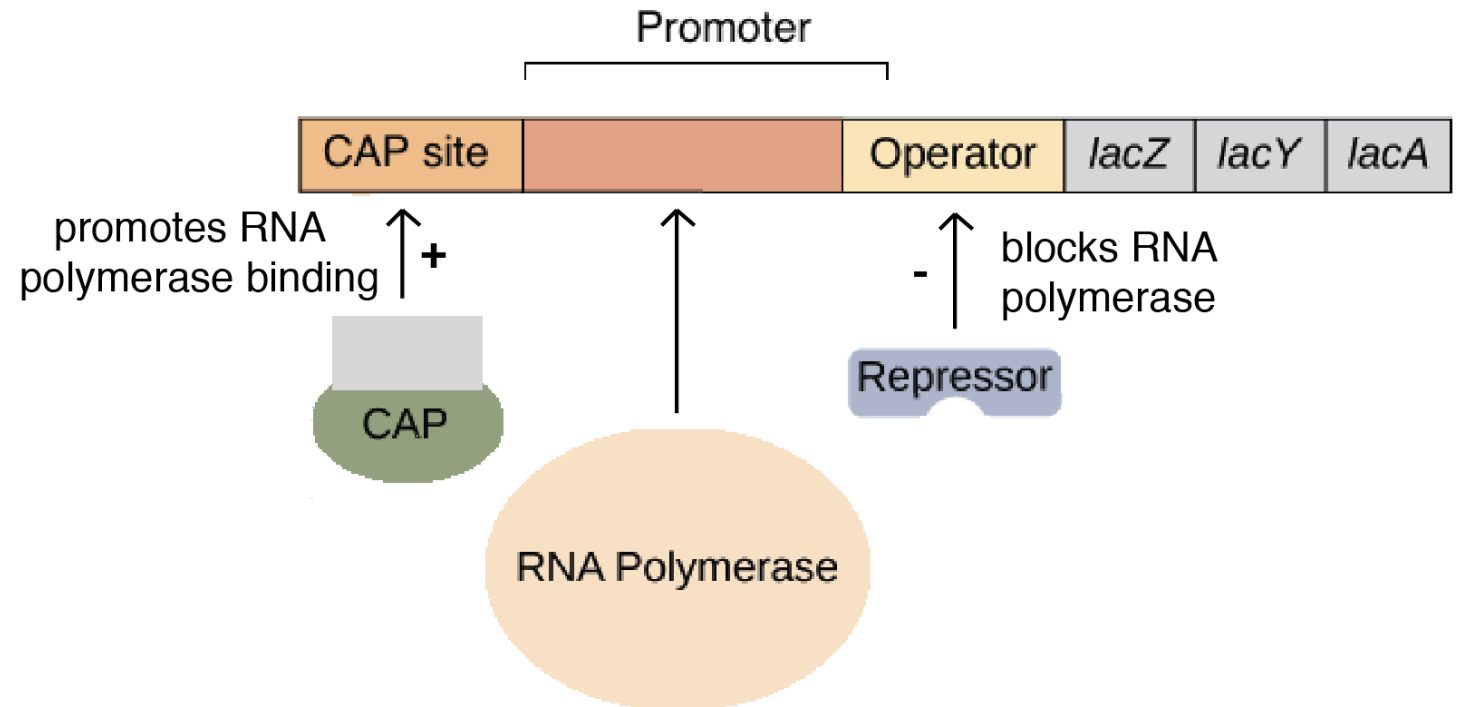 Promoter
CAP site
Operator
lacZ
lacY
lacA
promotes RNA
polymerase binding
+
-
blocks RNA
polymerase
CAP
Repressor
RNA Polymerase